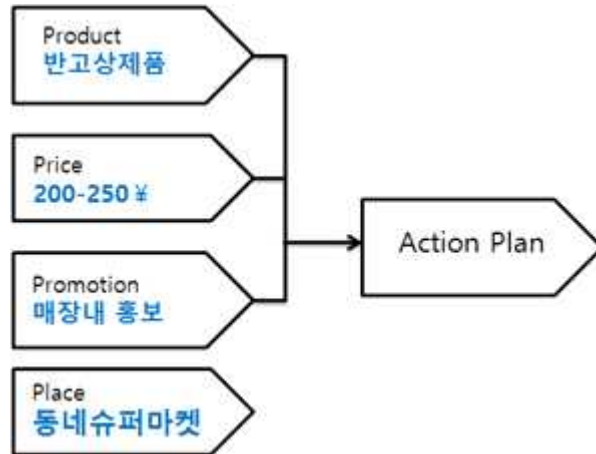 Product
반고상제품
Price
200-250 ¥
Promotion
매장내 홍보
Place
동네슈퍼마켓
Action Plan